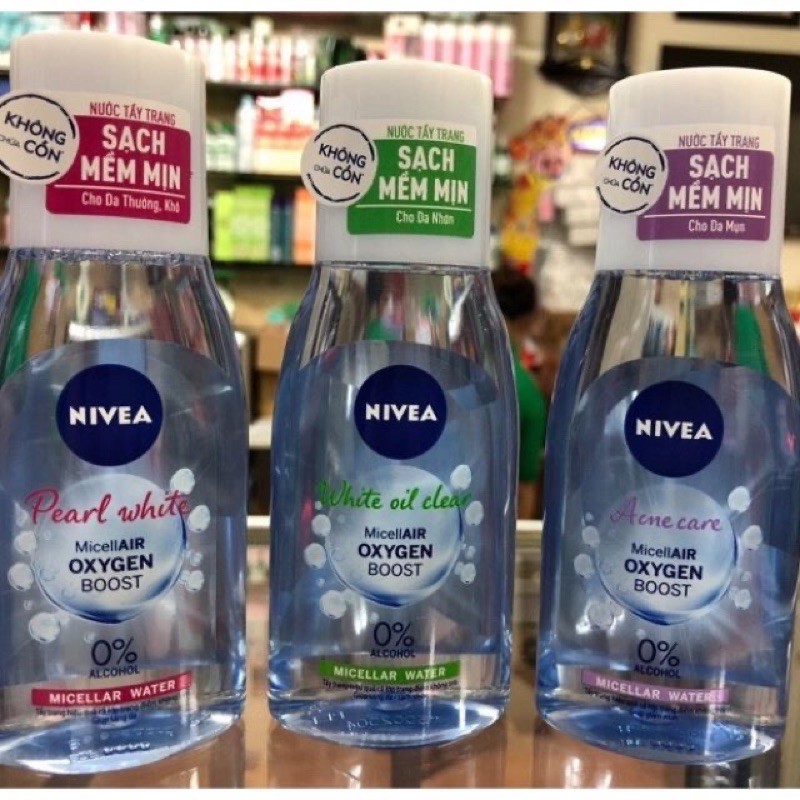 KHÔNG
CHỨA
CỒN
NƯỚC TẨY TRANG
SẠCH
MỀM MỊN
Cho Da Thường, Khô
NIVEA
Pearl white
MicellAIR
OXYGEN
BOOST
0%
ALCOHOL
MICELLAR WATER
KHÔNG
CHỨA
CỒN
NƯỚC TẨY TRANG
SẠCH
MỀM MỊN
Cho Da Nhờn
NIVEA
White oil clear
MicellAIR
OXYGEN
BOOST
0%
ALCOHOL
MICELLAR WATER
KHÔNG
CHỨA
CỒN
NƯỚC TẨY TRANG
SẠCH
MỀM MỊN
Cho Da Mụn
NIVEA
Acne care
MicellAIR
OXYGEN
BOOST
0%
ALCOHOL
MICELLAR WATER